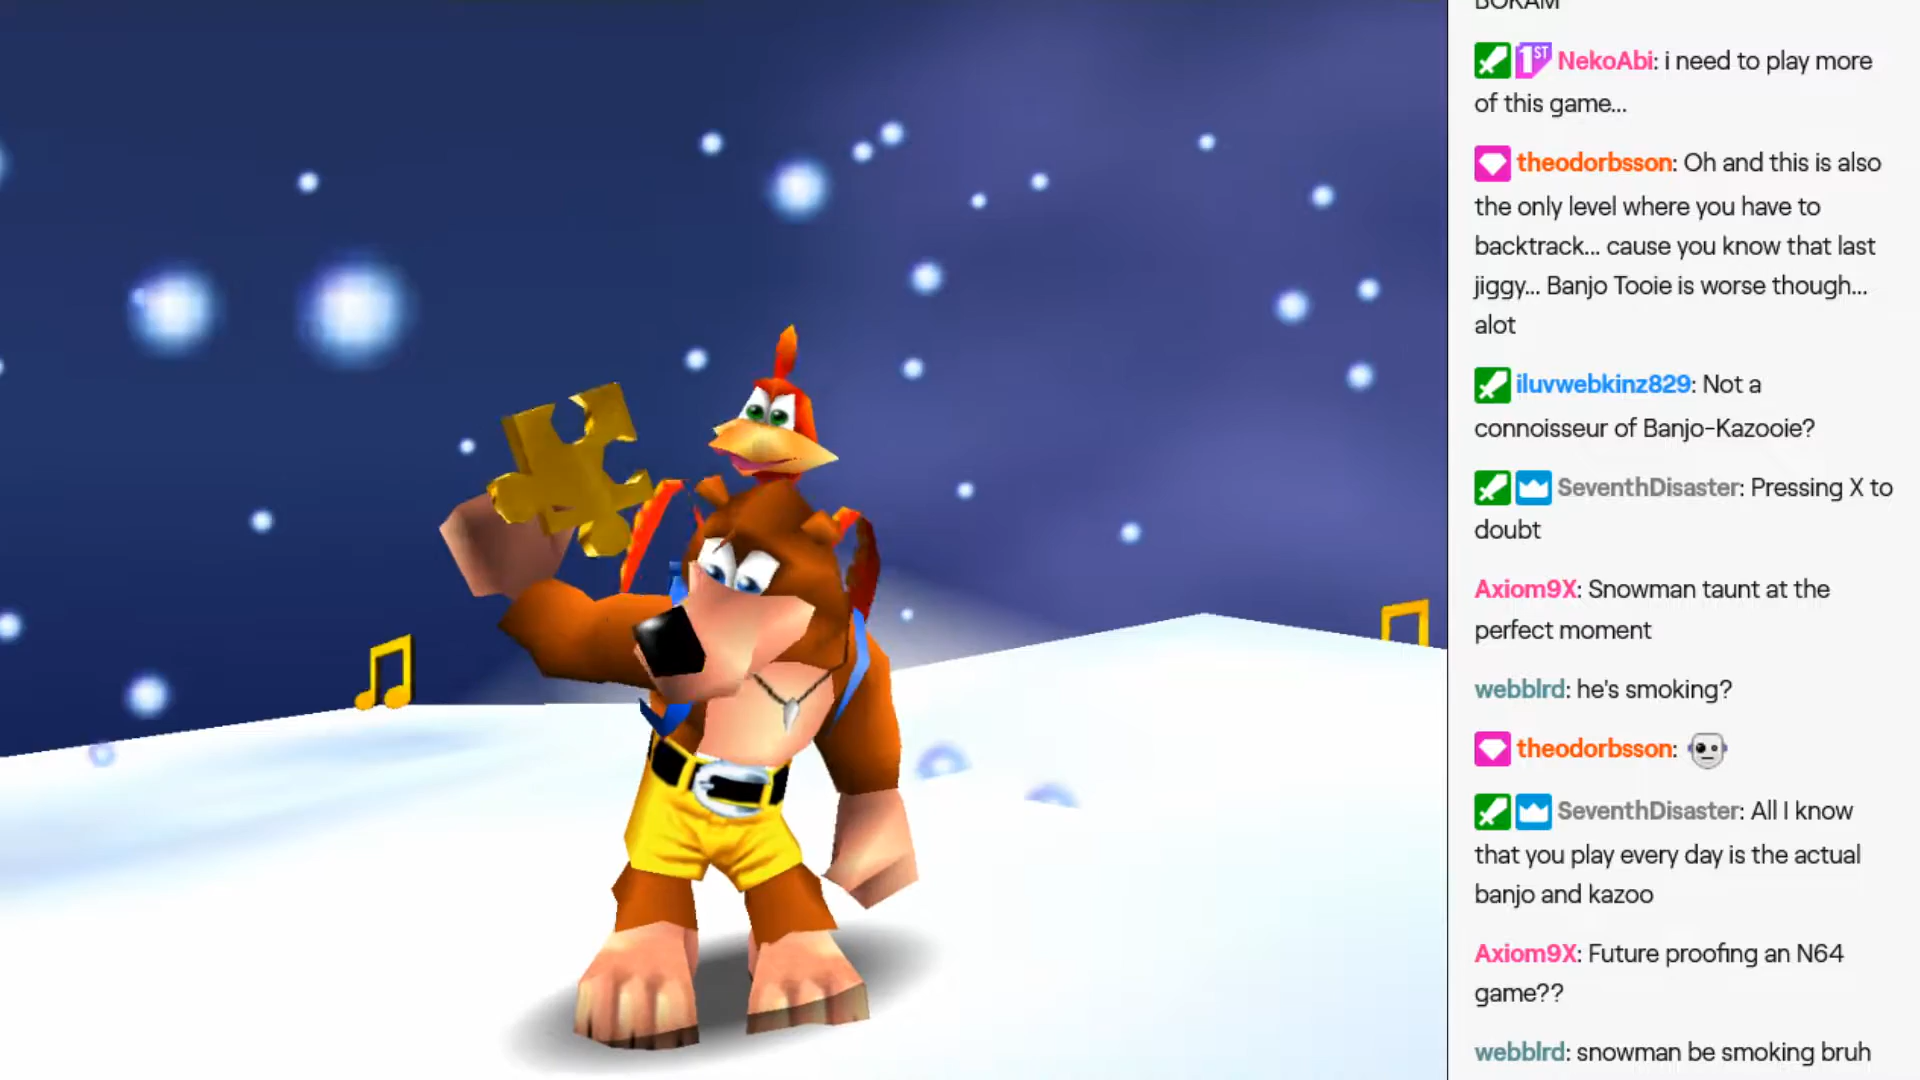 BOKAM
1ST NekoAbi: i need to play more
of this game...
theodorbsson: Oh and this is also
the only level where you have to
backtrack... cause you know that last
jiggy... Banjo Tooie is worse though...
alot
iluvwebkinz829: Not a
connoisseur of Banjo-Kazooie?
SeventhDisaster: Pressing X to
doubt
Axiom9X: Snowman taunt at the
perfect moment
webblrd: he's smoking?
theodorbsson:
SeventhDisaster: All I know
that you play every day is the actual
banjo and kazoo
Axiom9X: Future proofing an N64
game??
webblrd: snowman be smoking bruh